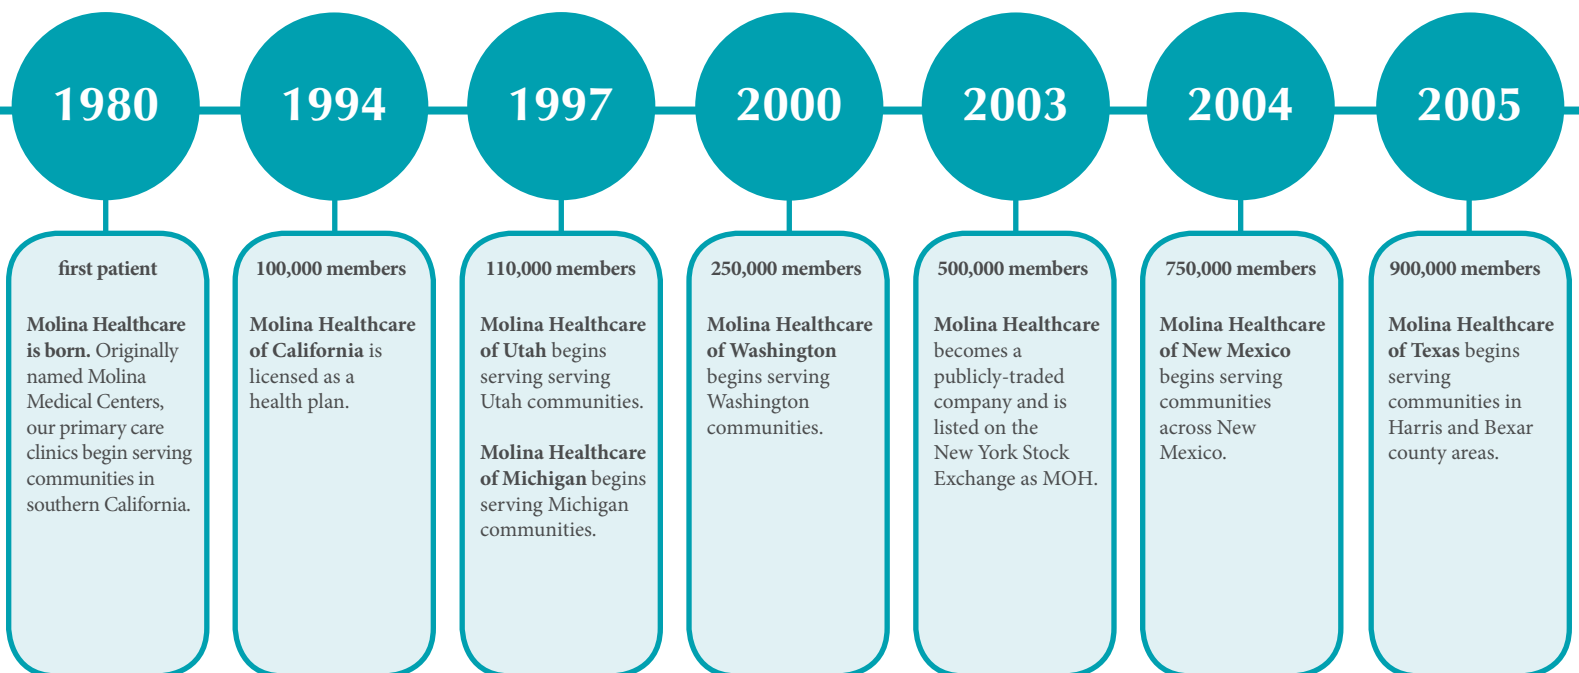 1980
1994
1997
2000
2003
2004
2005
first patient
Molina Healthcare
is born. Originally
named Molina
Medical Centers,
our primary care
clinics begin serving
communities in
southern California.
100,000 members
Molina Healthcare
of California is
licensed as a
health plan.
110,000 members
Molina Healthcare
of Utah begins
serving serving
Utah communities.
Molina Healthcare
of Michigan begins
serving Michigan
communities.
250,000 members
Molina Healthcare
of Washington
begins serving
Washington
communities.
500,000 members
Molina Healthcare
becomes a
publicly-traded
company and is
listed on the
New York Stock
Exchange as MOH.
750,000 members
Molina Healthcare
of New Mexico
begins serving
communities
across New
Mexico.
900,000 members
Molina Healthcare
of Texas begins
serving
communities in
Harris and Bexar
county areas.